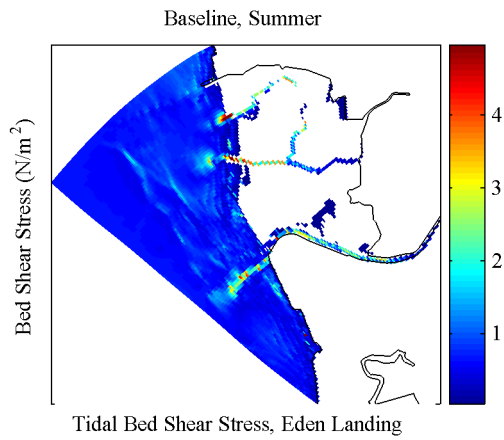 Baseline, Summer
Bed Shear Stress (N/m²)
4
3
2
1
Tidal Bed Shear Stress, Eden Landing